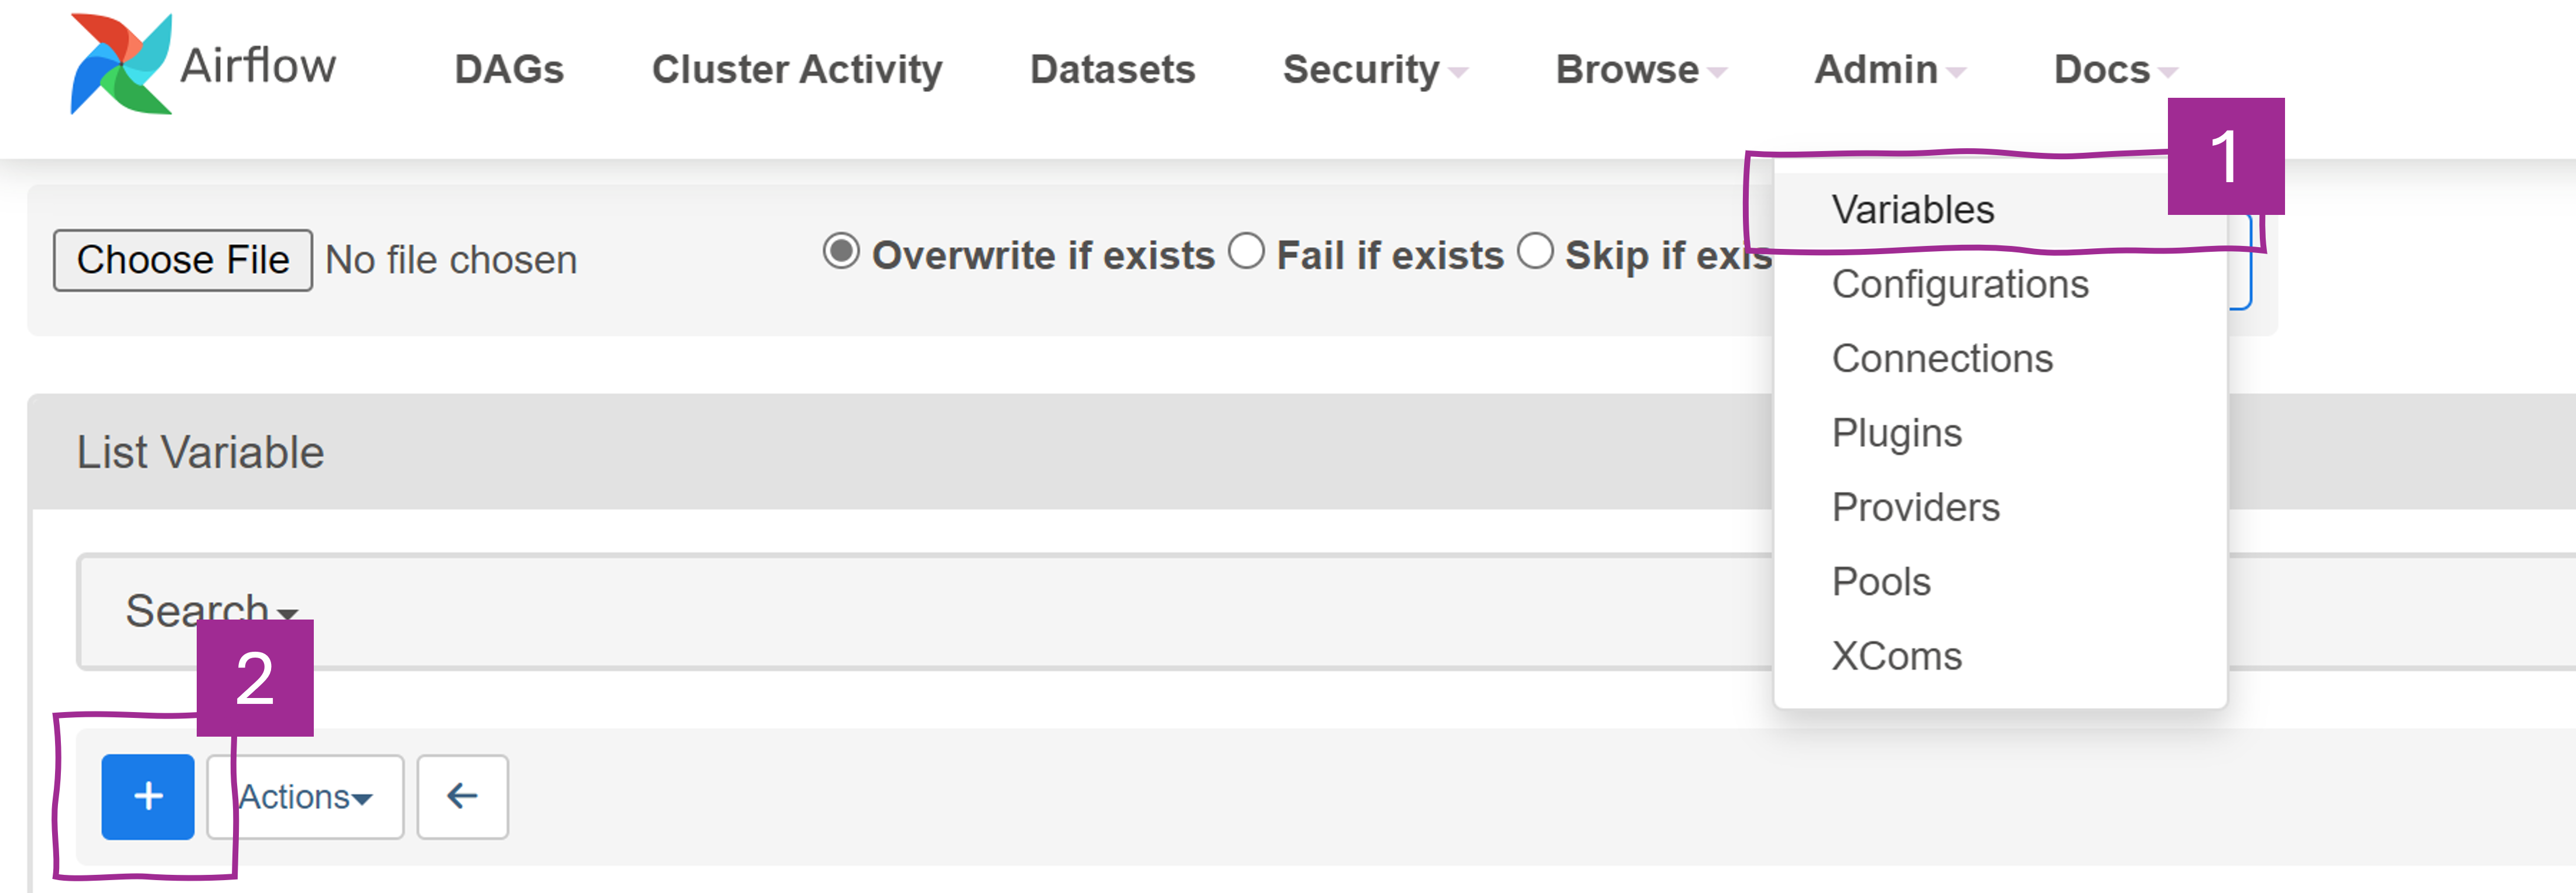 Airflow DAGs Cluster Activity Datasets Security Browse Admin Docs
1
Variables
Choose File No file chosen Overwrite if exists Fail if exists Skip if exis
Configurations
Connections
Plugins
Providers
Pools
XComs
List Variable
Search
2
+ Actions